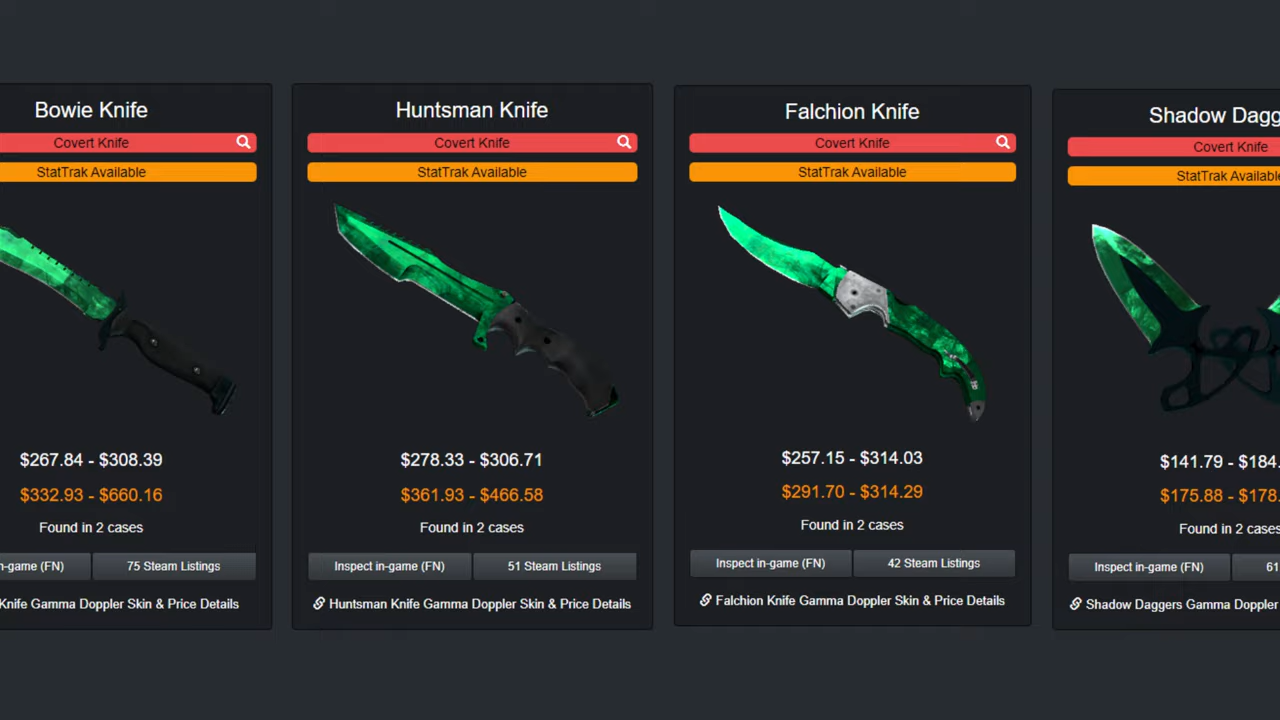 Bowie Knife
Covert Knife
StatTrak Available
$267.84 - $308.39
$332.93 - $660.16
Found in 2 cases
n-game (FN)
75 Steam Listings
Knife Gamma Doppler Skin & Price Details
Huntsman Knife
Covert Knife
StatTrak Available
$278.33 - $306.71
$361.93 - $466.58
Found in 2 cases
Inspect in-game (FN)
51 Steam Listings
Huntsman Knife Gamma Doppler Skin & Price Details
Falchion Knife
Covert Knife
StatTrak Available
$257.15 - $314.03
$291.70 - $314.29
Found in 2 cases
Inspect in-game (FN)
42 Steam Listings
Falchion Knife Gamma Doppler Skin & Price Details
Shadow Dagg
Covert Knife
StatTrak Available
$141.79 - $184.
$175.88 - $178.
Found in 2 cases
Inspect in-game (FN)
61
Shadow Daggers Gamma Doppler